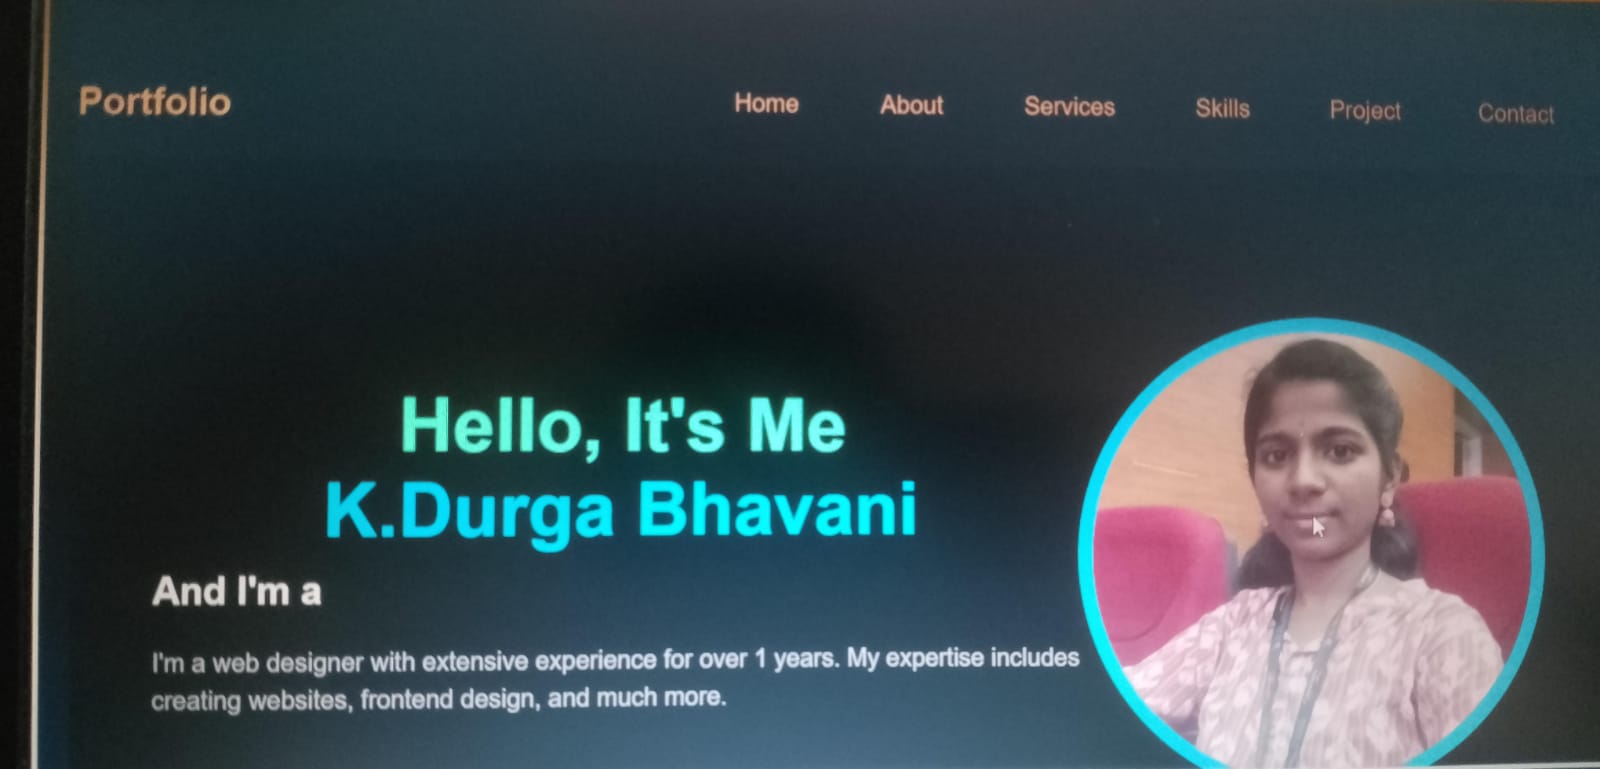 Portfolio
Home About Services Skills Project Contact
Hello, It's Me
K.Durga Bhavani
And I'm a
I'm a web designer with extensive experience for over 1 years. My expertise includes
creating websites, frontend design, and much more.